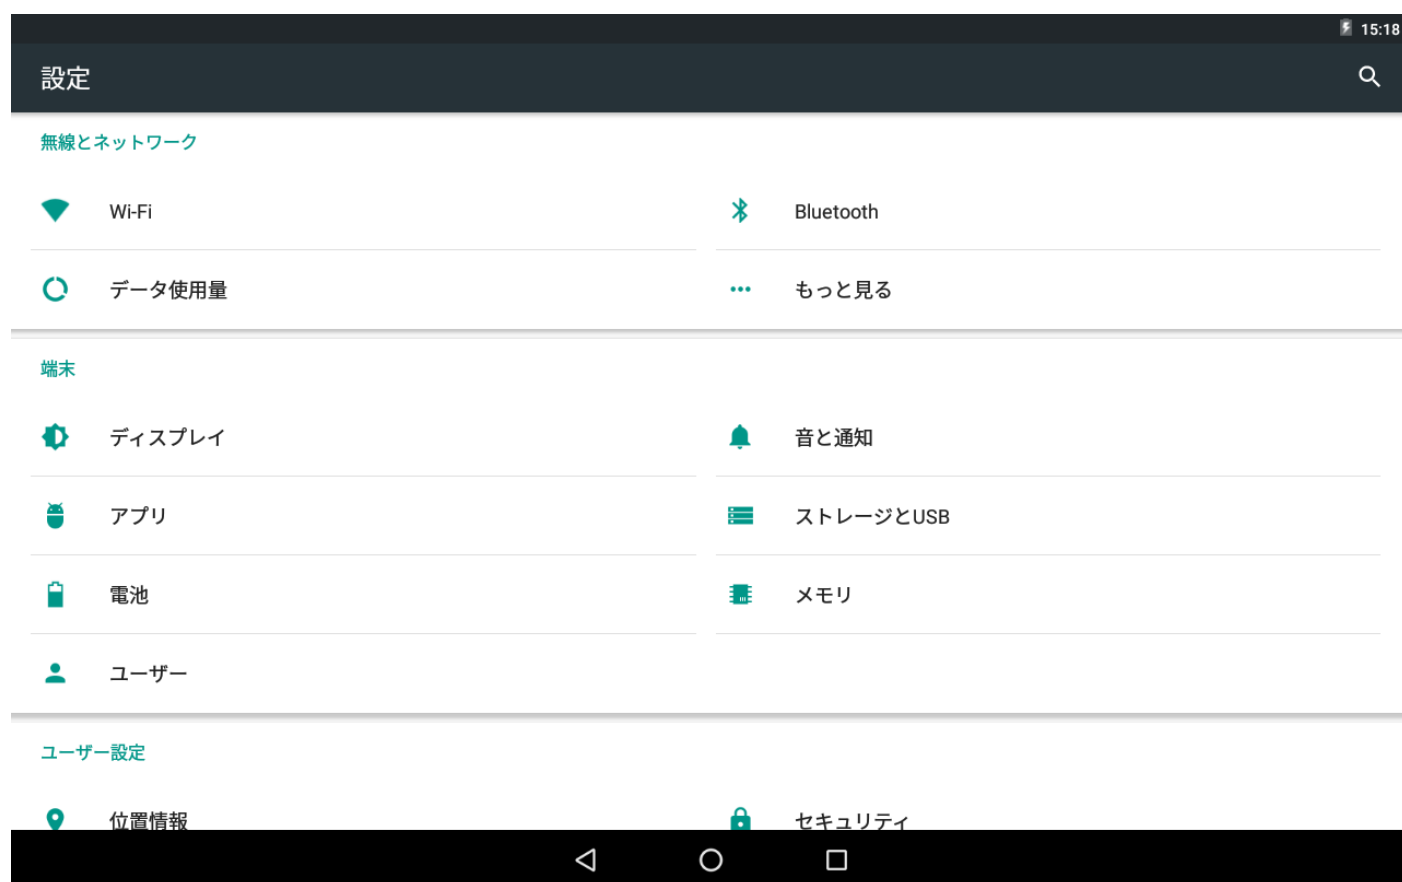 15:18
設定
無線とネットワーク
Wi-Fi
Bluetooth
データ使用量
もっと見る
端末
ディスプレイ
音と通知
アプリ
ストレージとUSB
電池
メモリ
ユーザー
ユーザー設定
位置情報
セキュリティ